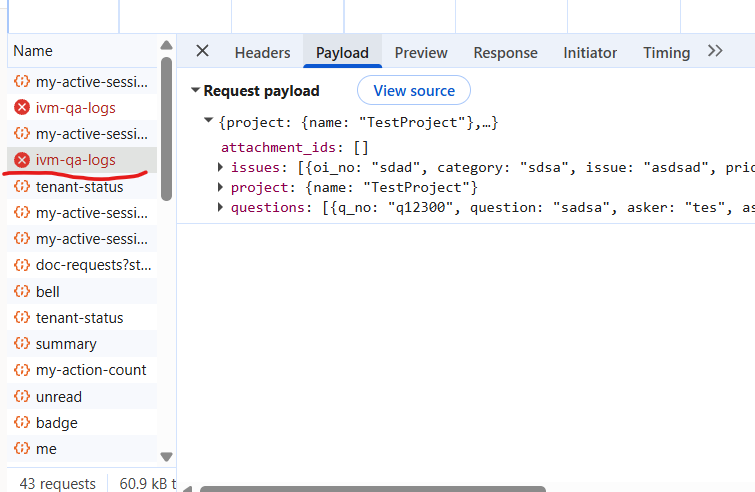 Name
my-active-sessi...
ivm-qa-logs
my-active-sessi...
ivm-qa-logs
tenant-status
my-active-sessi...
my-active-sessi...
doc-requests?st...
bell
tenant-status
summary
my-action-count
unread
badge
me
43 requests
60.9 kB t
Headers Payload Preview Response Initiator Timing
Request payload View source
{project: {name: "TestProject"},…}
attachment_ids: []
issues: [{oi_no: "sdad", category: "sdsa", issue: "asdsad", pric
project: {name: "TestProject"}
questions: [{q_no: "q12300", question: "sadsa", asker: "tes", as